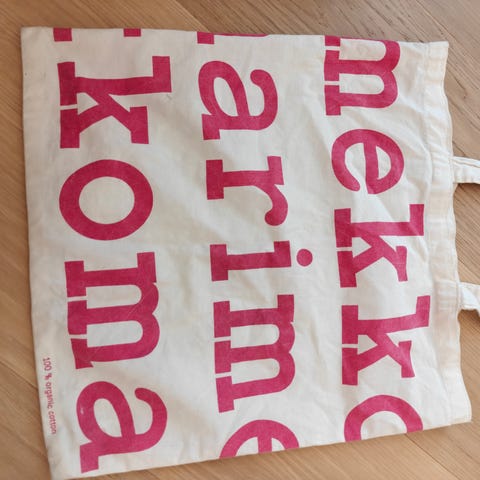 mekko
arime
koma
100 % organic cotton